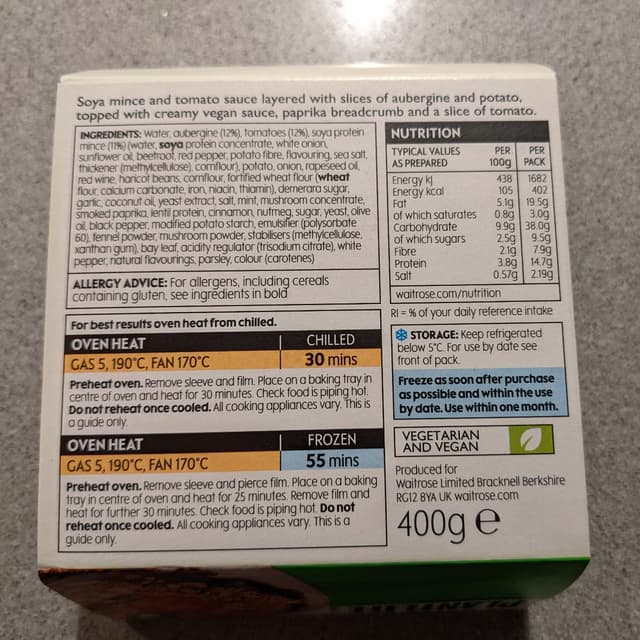 Soya mince and tomato sauce layered with slices of aubergine and potato,
topped with creamy vegan sauce, paprika breadcrumb and a slice of tomato.
INGREDIENTS: Water, aubergine (12%), tomatoes (12%), soya protein
mince (11%) (water, soya protein concentrate, white onion,
sunflower oil, beetroot, red pepper, potato fibre, flavouring, sea salt,
thickener (methylcellulose), cornflour), potato, onion, rapeseed oil,
red wine, haricot beans, cornflour, fortified wheat flour (wheat
flour, calcium carbonate, iron, niacin, thiamin), demerara sugar,
garlic, coconut oil, yeast extract, salt, mint, mushroom concentrate,
smoked paprika, lentil protein, cinnamon, nutmeg, sugar, yeast, olive
oil, black pepper, modified potato starch, emulsifier (polysorbate
60), fennel powder, mushroom powder, stabilisers (methylcellulose,
xanthan gum), bay leaf, acidity regulator (trisodium citrate), white
pepper, natural flavourings, parsley, colour (carotenes)
ALLERGY ADVICE: For allergens, including cereals
containing gluten, see ingredients in bold
For best results oven heat from chilled.
OVEN HEAT CHILLED
GAS 5, 190°C, FAN 170°C 30 mins
Preheat oven. Remove sleeve and film. Place on a baking tray in
centre of oven and heat for 30 minutes. Check food is piping hot.
Do not reheat once cooled. All cooking appliances vary. This is
a guide only.
OVEN HEAT FROZEN
GAS 5, 190°C, FAN 170°C 55 mins
Preheat oven. Remove sleeve and pierce film. Place on a baking
tray in centre of oven and heat for 25 minutes. Remove film and
heat for further 30 minutes. Check food is piping hot. Do not
reheat once cooled. All cooking appliances vary. This is a
guide only.
NUTRITION
TYPICAL VALUES PER PER
AS PREPARED 100g PACK
Energy kJ 438 1682
Energy kcal 105 402
Fat 5.1g 19.5g
of which saturates 0.8g 3.0g
Carbohydrate 9.9g 38.0g
of which sugars 2.5g 9.5g
Fibre 2.1g 7.9g
Protein 3.8g 14.7g
Salt 0.57g 2.19g
waitrose.com/nutrition
RI = % of your daily reference intake
STORAGE: Keep refrigerated
below 5°C. For use by date see
front of pack.
Freeze as soon after purchase
as possible and within the use
by date. Use within one month.
VEGETARIAN
AND VEGAN
Produced for
Waitrose Limited Bracknell Berkshire
RG12 8YA UK waitrose.com
400g e